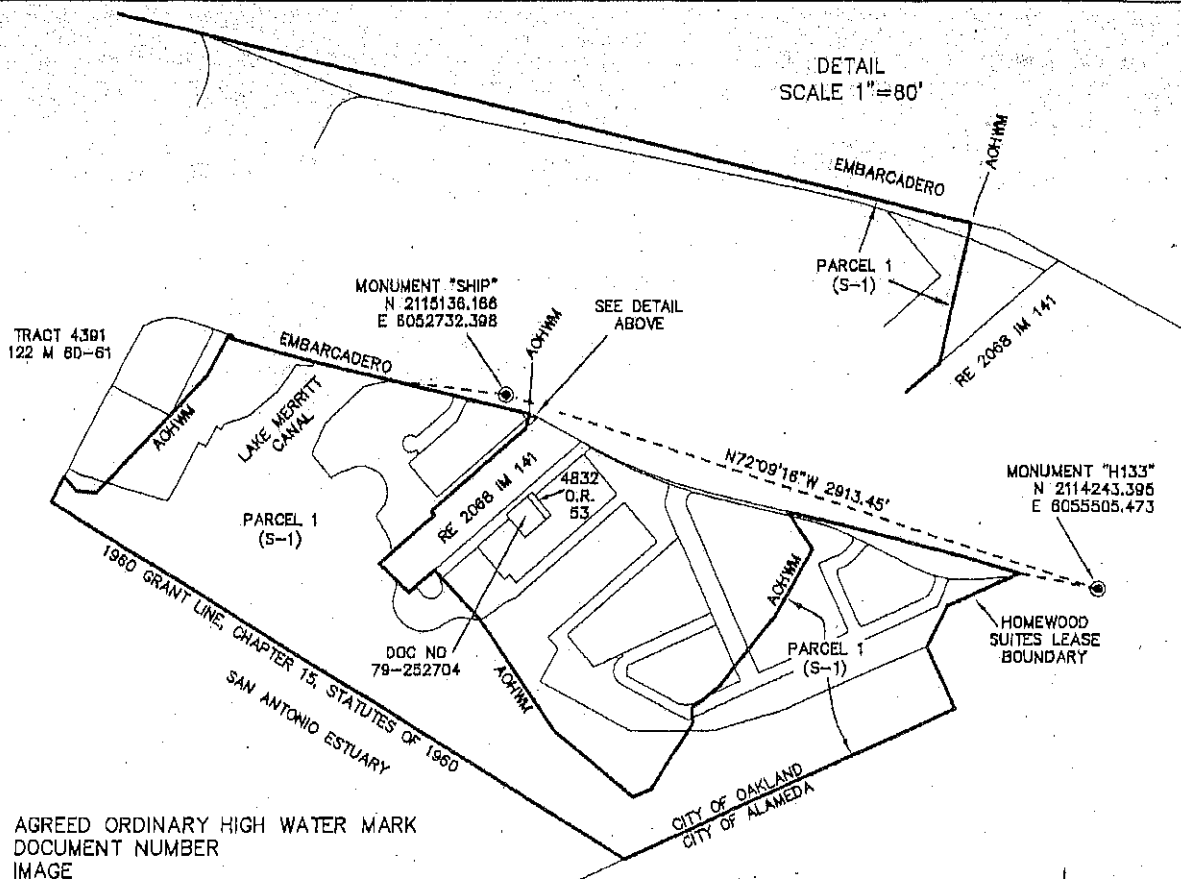 DETAIL
SCALE 1"=80'
AOHWM
EMBARCADERO
PARCEL 1
(S-1)
RE 2068 IM 141
MONUMENT "SHIP"
N 2115136.166
E 6052732.398
SEE DETAIL
ABOVE
AOHWM
TRACT 4391
122 M 60-61
EMBARCADERO
AOHWM
LAKE MERRITT
CANAL
N72°09'16"W 2913.45'
MONUMENT "H133"
N 2114243.395
E 6055505.473
RE 2068 IM 141
4832
O.R.
53
PARCEL 1
(S-1)
AOHWM
HOMEWOOD
SUITES LEASE
BOUNDARY
PARCEL 1
(S-1)
DOC NO
79-252704
AOHWM
1960 GRANT LINE, CHAPTER 15, STATUTES OF 1960
SAN ANTONIO ESTUARY
CITY OF OAKLAND
CITY OF ALAMEDA
AGREED ORDINARY HIGH WATER MARK
DOCUMENT NUMBER
IMAGE